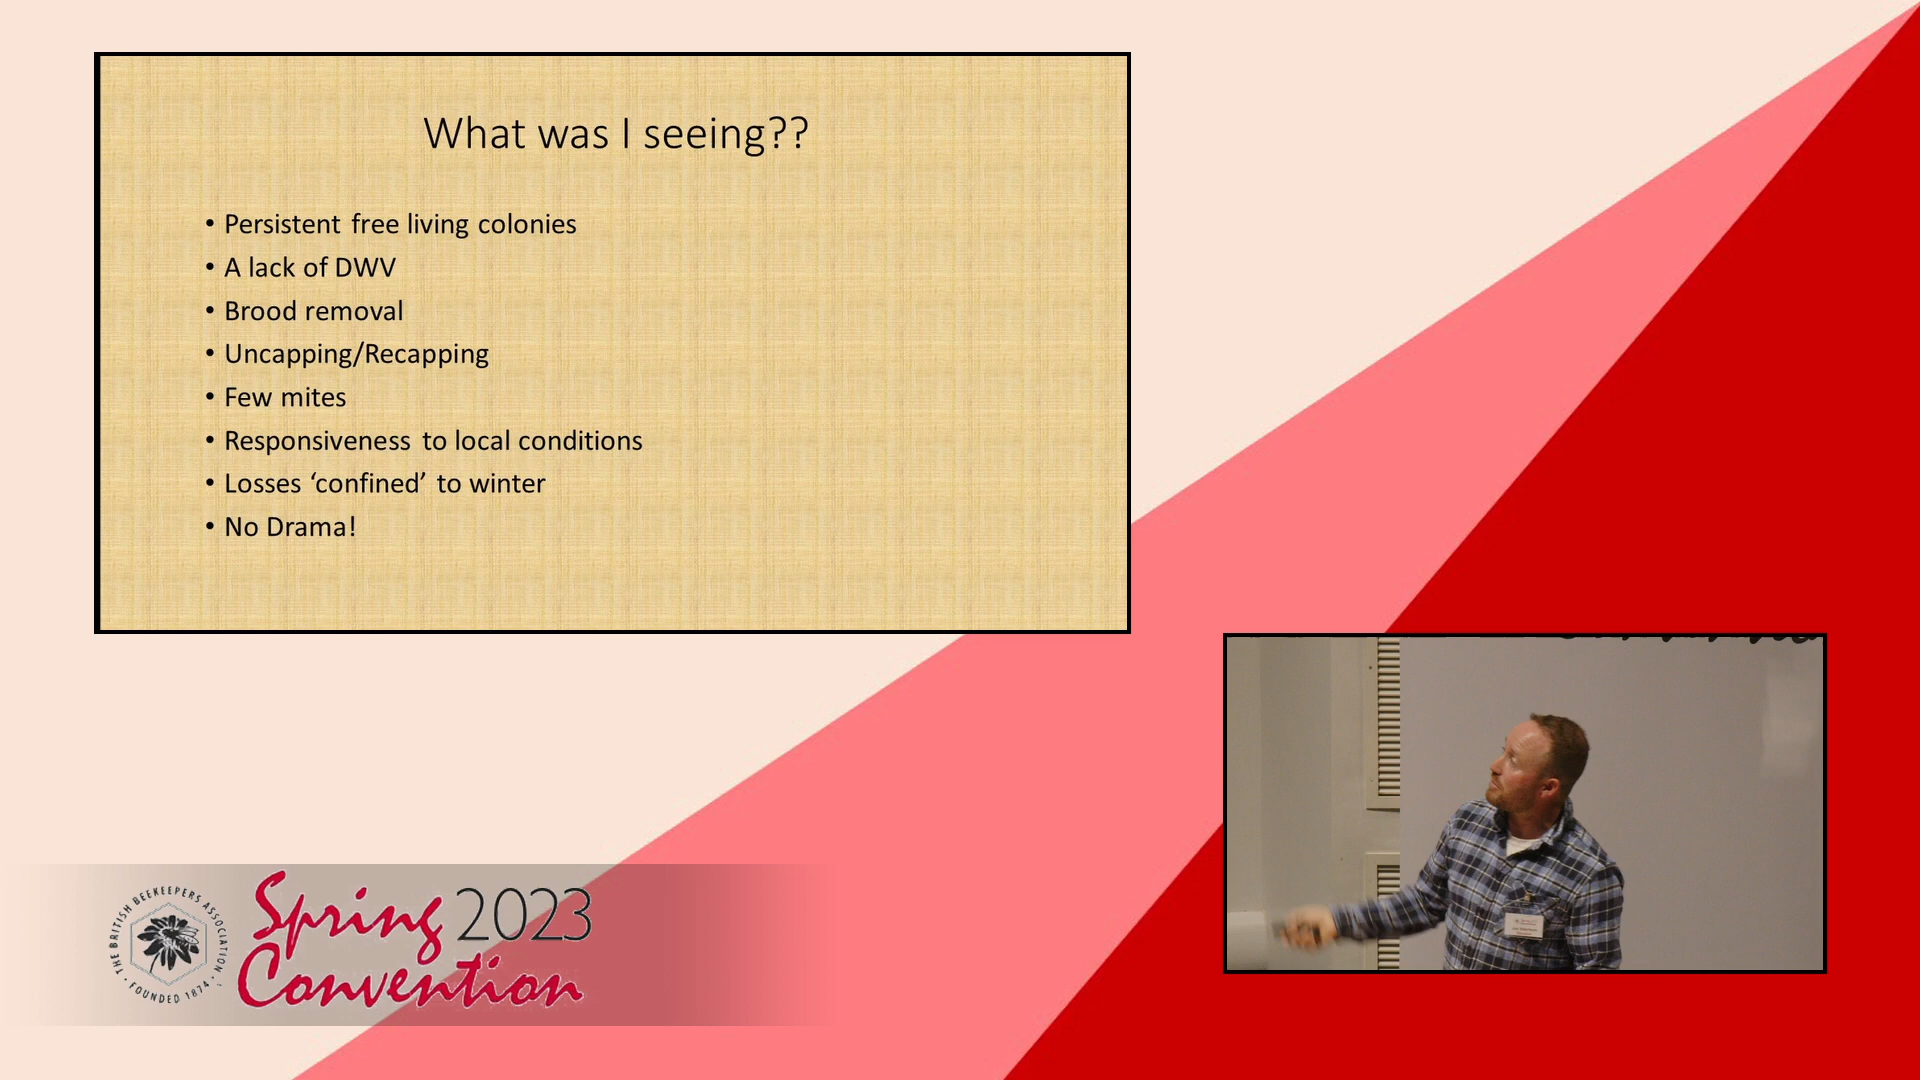 What was I seeing??
• Persistent free living colonies
• A lack of DWV
• Brood removal
• Uncapping/Recapping
• Few mites
• Responsiveness to local conditions
• Losses ‘confined’ to winter
• No Drama!
THE BRITISH BEEKEEPERS ASSOCIATION
FOUNDED 1874
Spring 2023
Convention